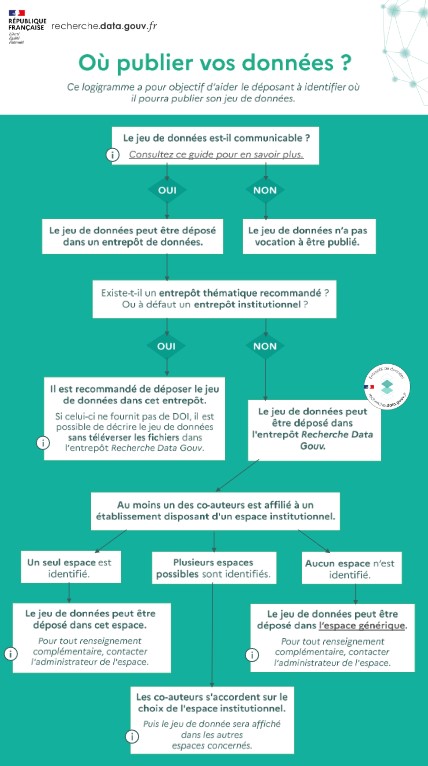 RÉPUBLIQUE
FRANÇAISE
Liberté
Égalité
Fraternité
recherche.data.gouv.fr
Où publier vos données ?
Ce logigramme a pour objectif d'aider le déposant à identifier où
il pourra publier son jeu de données.
Le jeu de données est-il communicable ?
i Consultez ce guide pour en savoir plus.
OUI
NON
Le jeu de données peut être déposé
dans un entrepôt de données.
Le jeu de données n'a pas
vocation à être publié.
Existe-t-il un entrepôt thématique recommandé ?
Ou à défaut un entrepôt institutionnel ?
OUI
NON
Il est recommandé de déposer le jeu
de données dans cet entrepôt.
Si celui-ci ne fournit pas de DOI, il est
possible de décrire le jeu de données
sans téléverser les fichiers dans
i l'entrepôt Recherche Data Gouv.
recherche.data.gouv.fr
Le jeu de données peut
être déposé dans
l'entrepôt Recherche Data
Gouv.
Au moins un des co-auteurs est affilié à un
établissement disposant d'un espace institutionnel.
Un seul espace est
identifié.
Plusieurs espaces
possibles sont identifiés.
Aucun espace n'est
identifié.
Le jeu de données peut être
déposé dans cet espace.
Pour tout renseignement
complémentaire, contacter
i l'administrateur de l'espace.
Le jeu de données peut être
déposé dans l'espace générique.
Pour tout renseignement
complémentaire, contacter
i l'administrateur de l'espace.
Les co-auteurs s'accordent sur le
choix de l'espace institutionnel.
Puis le jeu de donnée sera affiché
i dans les autres
espaces concernés.